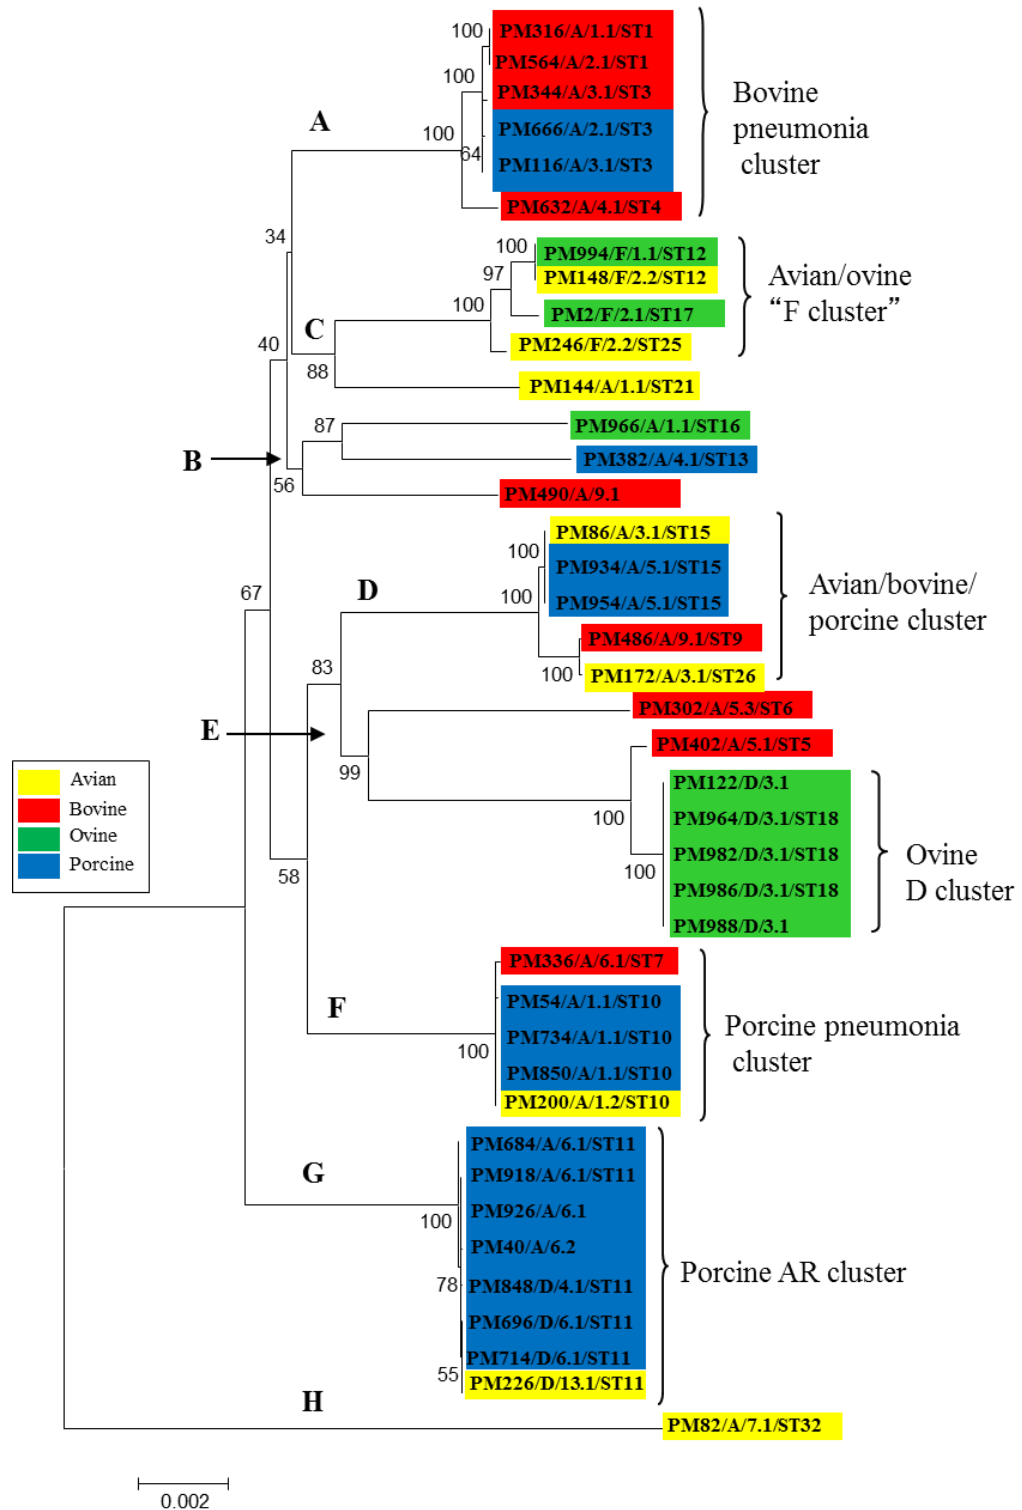 100
PM316/A/1.1/ST1
PM564/A/2.1/ST1
100
PM344/A/3.1/ST3
A
100
PM666/A/2.1/ST3
64
PM116/A/3.1/ST3
PM632/A/4.1/ST4
Bovine
pneumonia
cluster
34
100
PM994/F/1.1/ST12
97
PM148/F/2.2/ST12
100
PM2/F/2.1/ST17
C
PM246/F/2.2/ST25
Avian/ovine
“F cluster”
40
88
PM144/A/1.1/ST21
87
PM966/A/1.1/ST16
B
PM382/A/4.1/ST13
56
PM490/A/9.1
PM86/A/3.1/ST15
100
PM934/A/5.1/ST15
D
100
PM954/A/5.1/ST15
PM486/A/9.1/ST9
100
PM172/A/3.1/ST26
Avian/bovine/
porcine cluster
67
83
E
PM302/A/5.3/ST6
PM402/A/5.1/ST5
99
100
PM122/D/3.1
PM964/D/3.1/ST18
PM982/D/3.1/ST18
100
PM986/D/3.1/ST18
PM988/D/3.1
Ovine
D cluster
Avian
Bovine
Ovine
Porcine
58
PM336/A/6.1/ST7
F
PM54/A/1.1/ST10
PM734/A/1.1/ST10
100
PM850/A/1.1/ST10
PM200/A/1.2/ST10
Porcine pneumonia
cluster
PM684/A/6.1/ST11
G
PM918/A/6.1/ST11
100
PM926/A/6.1
PM40/A/6.2
78
PM848/D/4.1/ST11
PM696/D/6.1/ST11
PM714/D/6.1/ST11
55
PM226/D/13.1/ST11
Porcine AR cluster
H
PM82/A/7.1/ST32
0.002